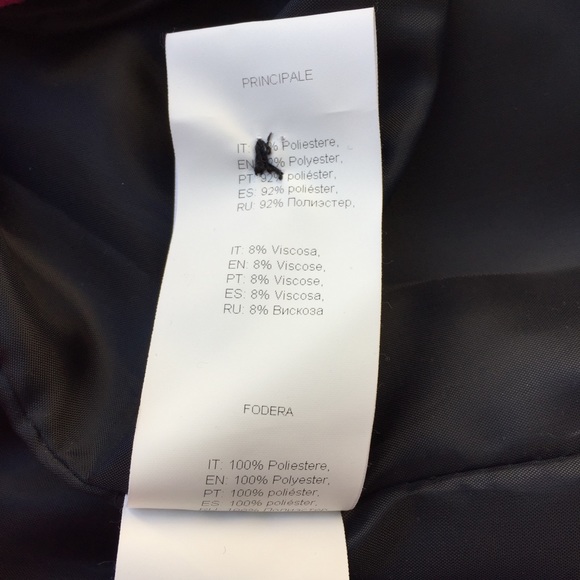 PRINCIPALE
IT: % Poliestere,
EN % Polyester,
PT 92% poliéster,
ES: 92% poliéster,
RU: 92% Полиэстер,
IT: 8% Viscosa,
EN: 8% Viscose,
PT: 8% Viscose,
ES: 8% Viscosa,
RU: 8% Вискоза
FODERA
IT: 100% Poliestere,
EN: 100% Polyester,
PT: 100% poliéster,
ES: 100% poliéster,